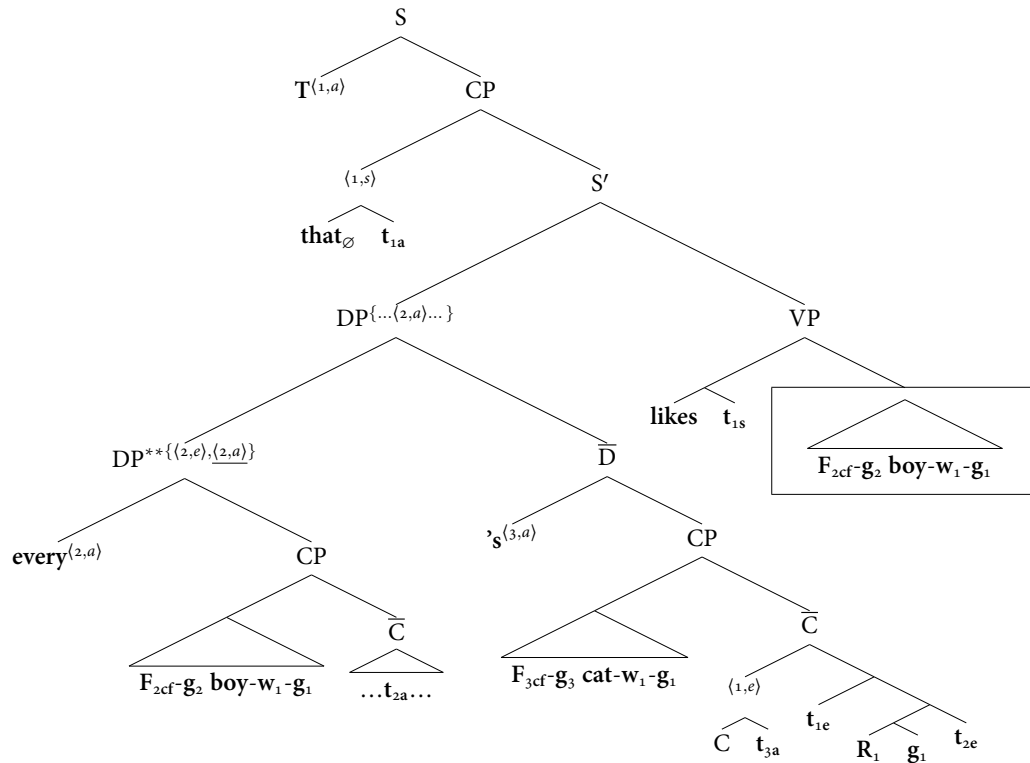 S
T⟨1,a⟩ CP
⟨1,s⟩ S′
that∅ t1a
DP{…⟨2,a⟩…} VP
likes t1s
DP**{⟨2,e⟩,⟨2,a⟩} D̅
F2cf-g2 boy-w1-g1
every⟨2,a⟩ CP ’s⟨3,a⟩ CP
C̅ C̅
F2cf-g2 boy-w1-g1 …t2a… F3cf-g3 cat-w1-g1 ⟨1,e⟩
t1e
C t3a R1 g1 t2e